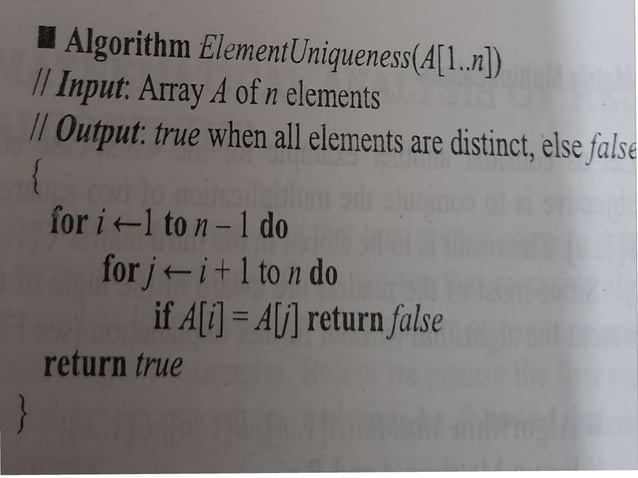 ■ Algorithm ElementUniqueness(A[1..n])
// Input: Array A of n elements
// Output: true when all elements are distinct, else false
{
for i ←1 to n – 1 do
for j ← i + 1 to n do
if A[i] = A[j] return false
return true
}